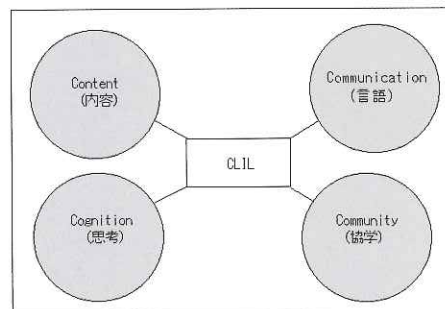 Content
(内容)
Communication
(言語)
CLIL
Cognition
(思考)
Community
(協学)